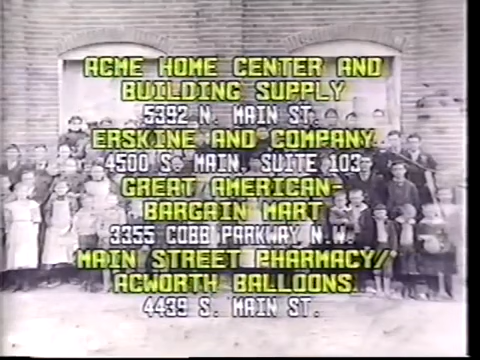 ACME HOME CENTER AND
BUILDING SUPPLY
5392 N. MAIN ST.
ERSKINE AND COMPANY
4500 S. MAIN, SUITE 103
GREAT AMERICAN-
BARGAIN MART
3355 COBB PARKWAY N.W.
MAIN STREET PHARMACY/
ACWORTH BALLOONS
4439 S. MAIN ST.